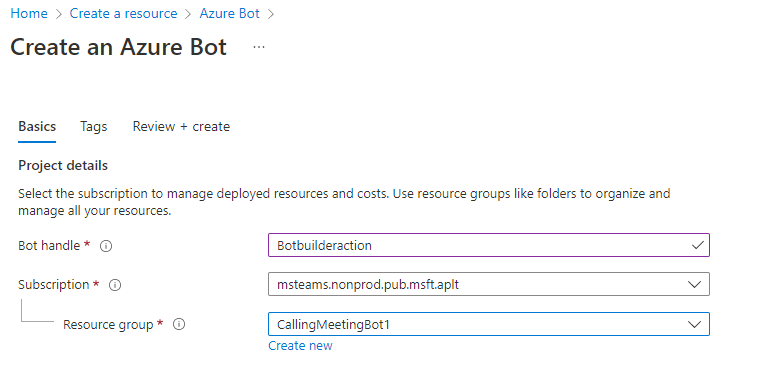 Home > Create a resource > Azure Bot >
Create an Azure Bot ...
Basics Tags Review + create
Project details
Select the subscription to manage deployed resources and costs. Use resource groups like folders to organize and
manage all your resources.
Bot handle * Botbuilderaction
Subscription * msteams.nonprod.pub.msft.aplt
Resource group * CallingMeetingBot1
Create new